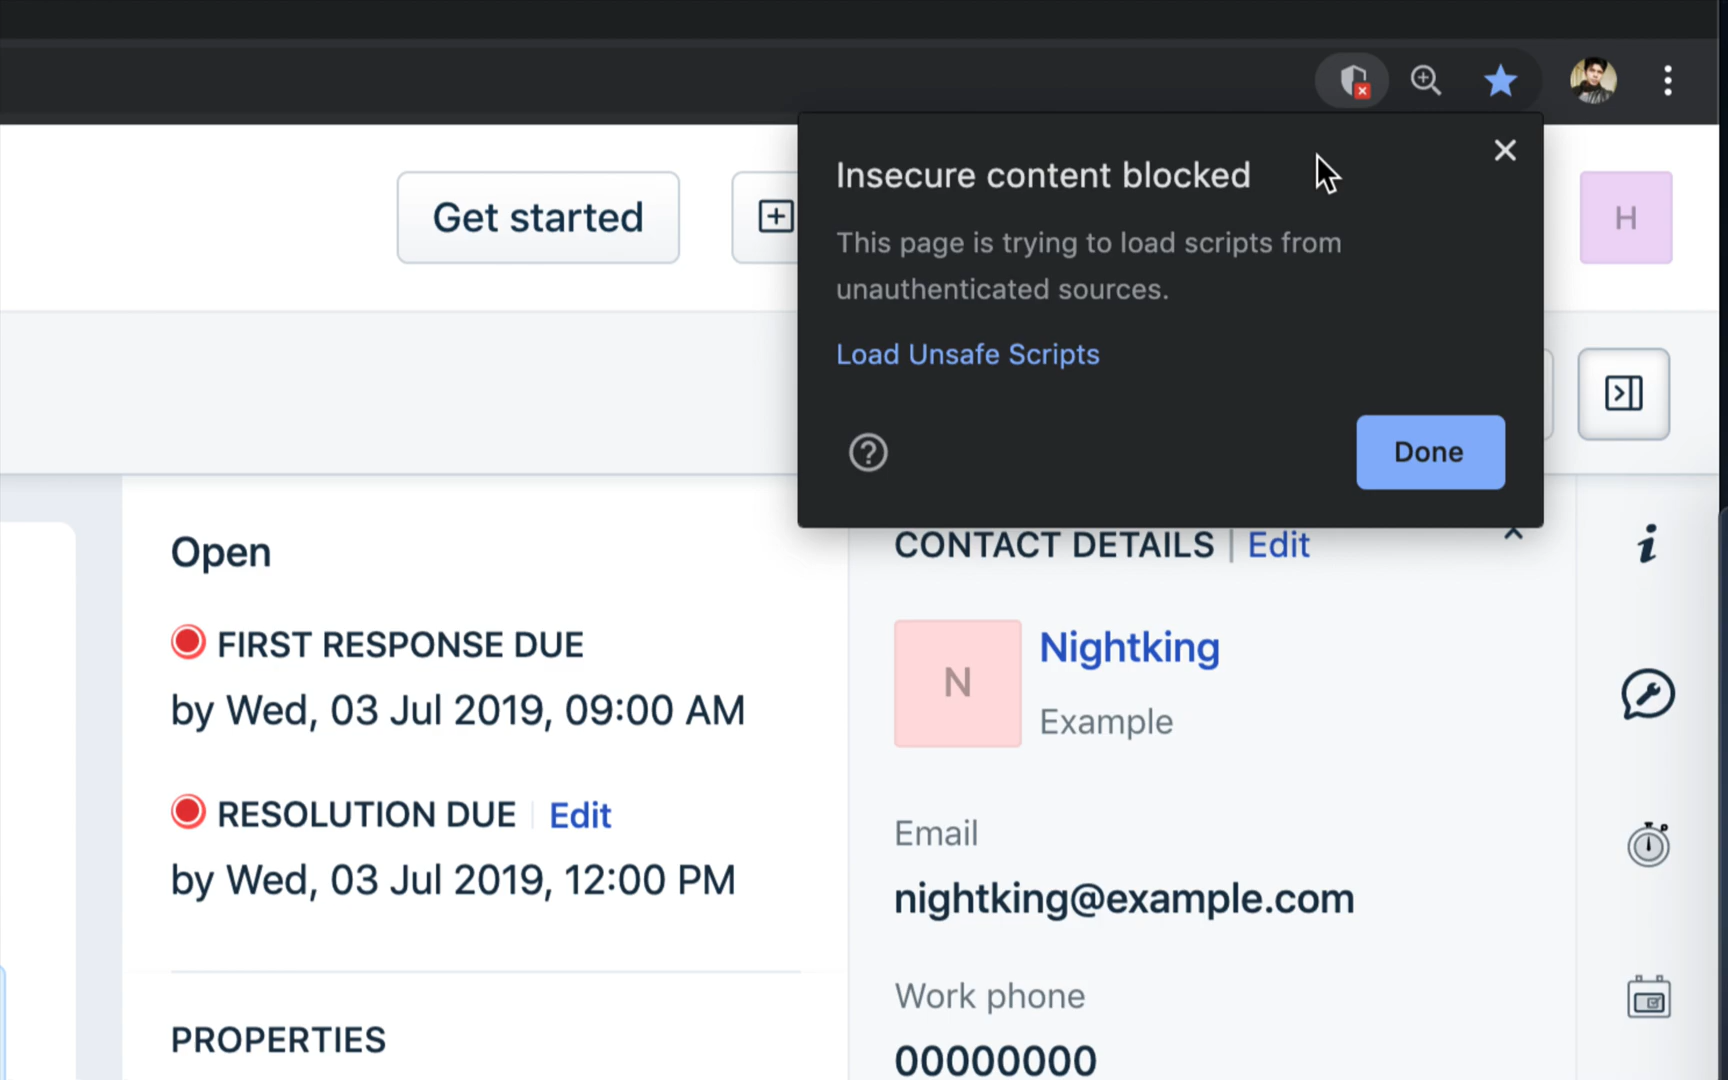 Insecure content blocked
This page is trying to load scripts from
unauthenticated sources.
Load Unsafe Scripts
Done
Get started
H
Open
FIRST RESPONSE DUE
by Wed, 03 Jul 2019, 09:00 AM
RESOLUTION DUE Edit
by Wed, 03 Jul 2019, 12:00 PM
PROPERTIES
CONTACT DETAILS | Edit
N
Nightking
Example
Email
nightking@example.com
Work phone
00000000